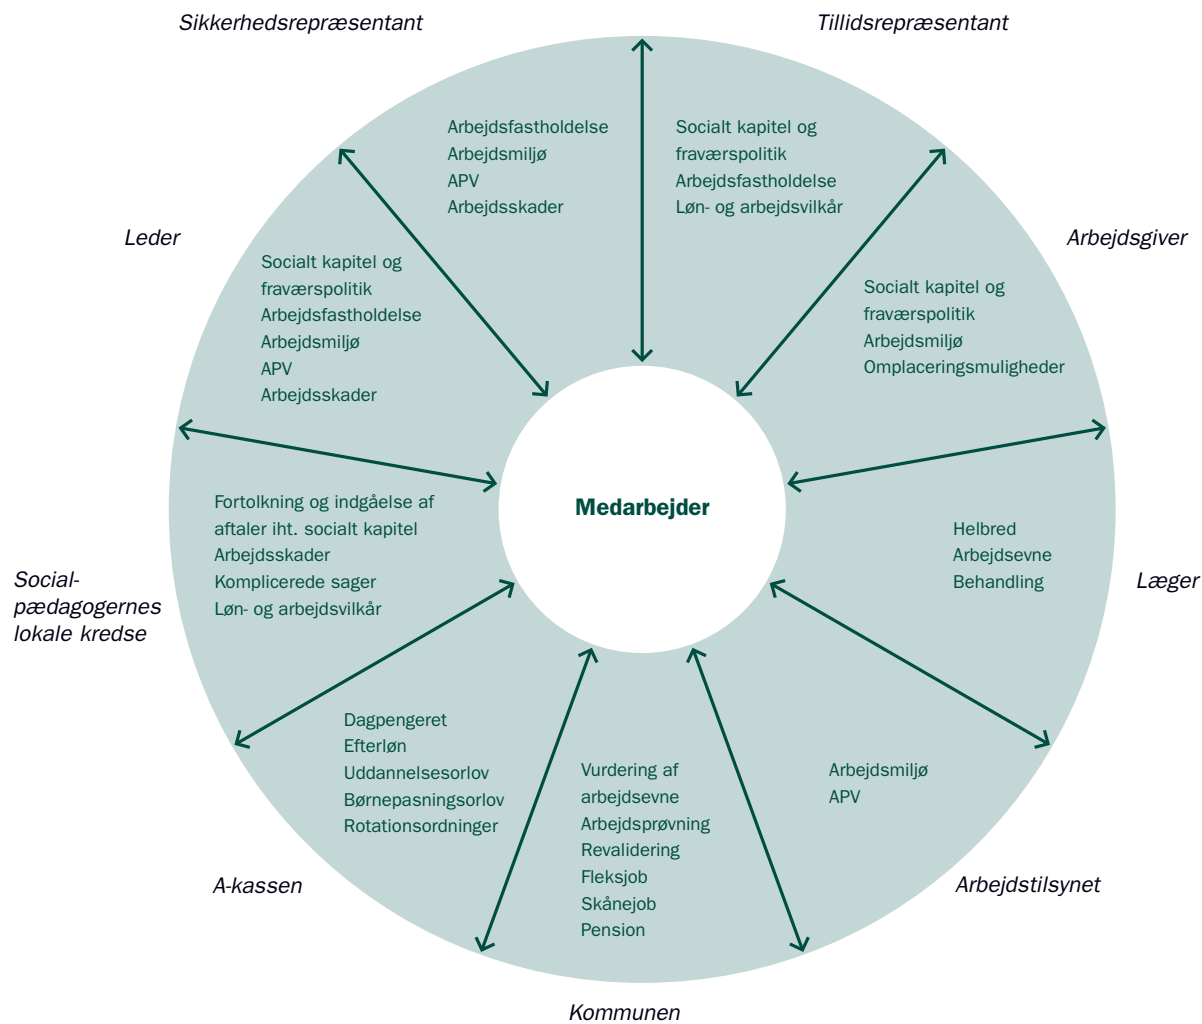 Sikkerhedsrepræsentant
Tillidsrepræsentant
Arbejdsfastholdelse
Arbejdsmiljø
APV
Arbejdsskader
Socialt kapitel og
fraværspolitik
Arbejdsfastholdelse
Løn- og arbejdsvilkår
Leder
Arbejdsgiver
Socialt kapitel og
fraværspolitik
Arbejdsfastholdelse
Arbejdsmiljø
APV
Arbejdsskader
Socialt kapitel og
fraværspolitik
Arbejdsmiljø
Omplaceringsmuligheder
Medarbejder
Fortolkning og indgåelse af
aftaler iht. socialt kapitel
Arbejdsskader
Komplicerede sager
Løn- og arbejdsvilkår
Helbred
Arbejdsevne
Behandling
Social-
pædagogernes
lokale kredse
Læger
Dagpengeret
Efterløn
Uddannelsesorlov
Børnepasningsorlov
Rotationsordninger
Vurdering af
arbejdsevne
Arbejdsprøvning
Revalidering
Fleksjob
Skånejob
Pension
Arbejdsmiljø
APV
A-kassen
Arbejdstilsynet
Kommunen